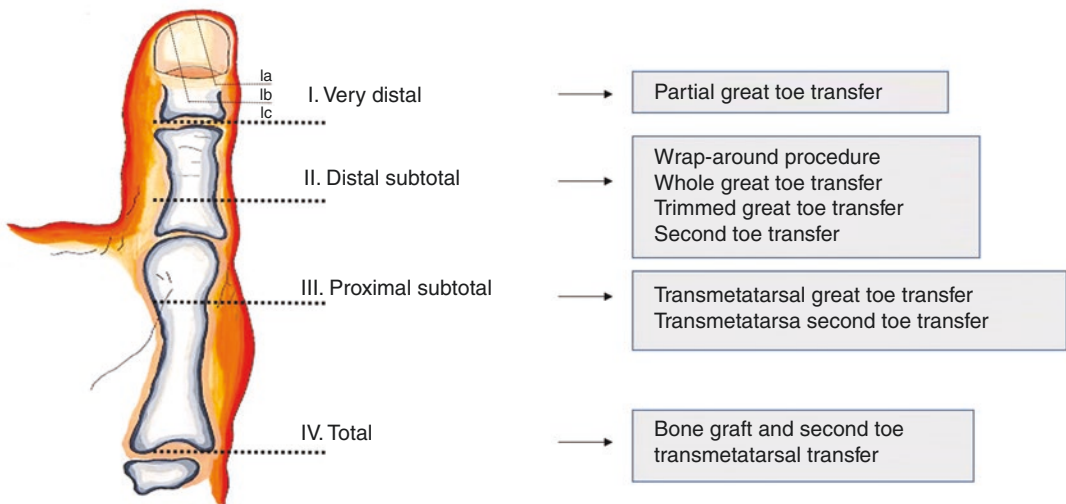 Ia
Ib
Ic
I. Very distal
Partial great toe transfer
II. Distal subtotal
Wrap-around procedure
Whole great toe transfer
Trimmed great toe transfer
Second toe transfer
III. Proximal subtotal
Transmetatarsal great toe transfer
Transmetatarsa second toe transfer
IV. Total
Bone graft and second toe
transmetatarsal transfer